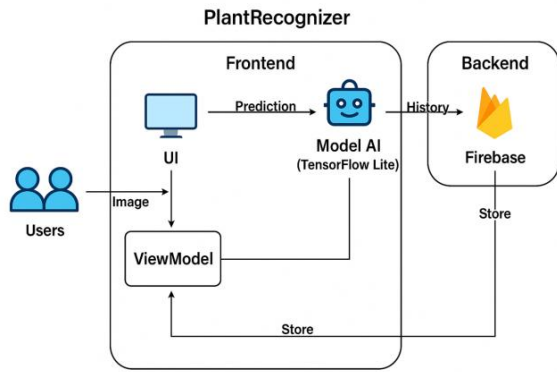 PlantRecognizer
Frontend
Backend
Prediction
History
UI
Model AI
(TensorFlow Lite)
Firebase
Users
Image
Store
ViewModel
Store